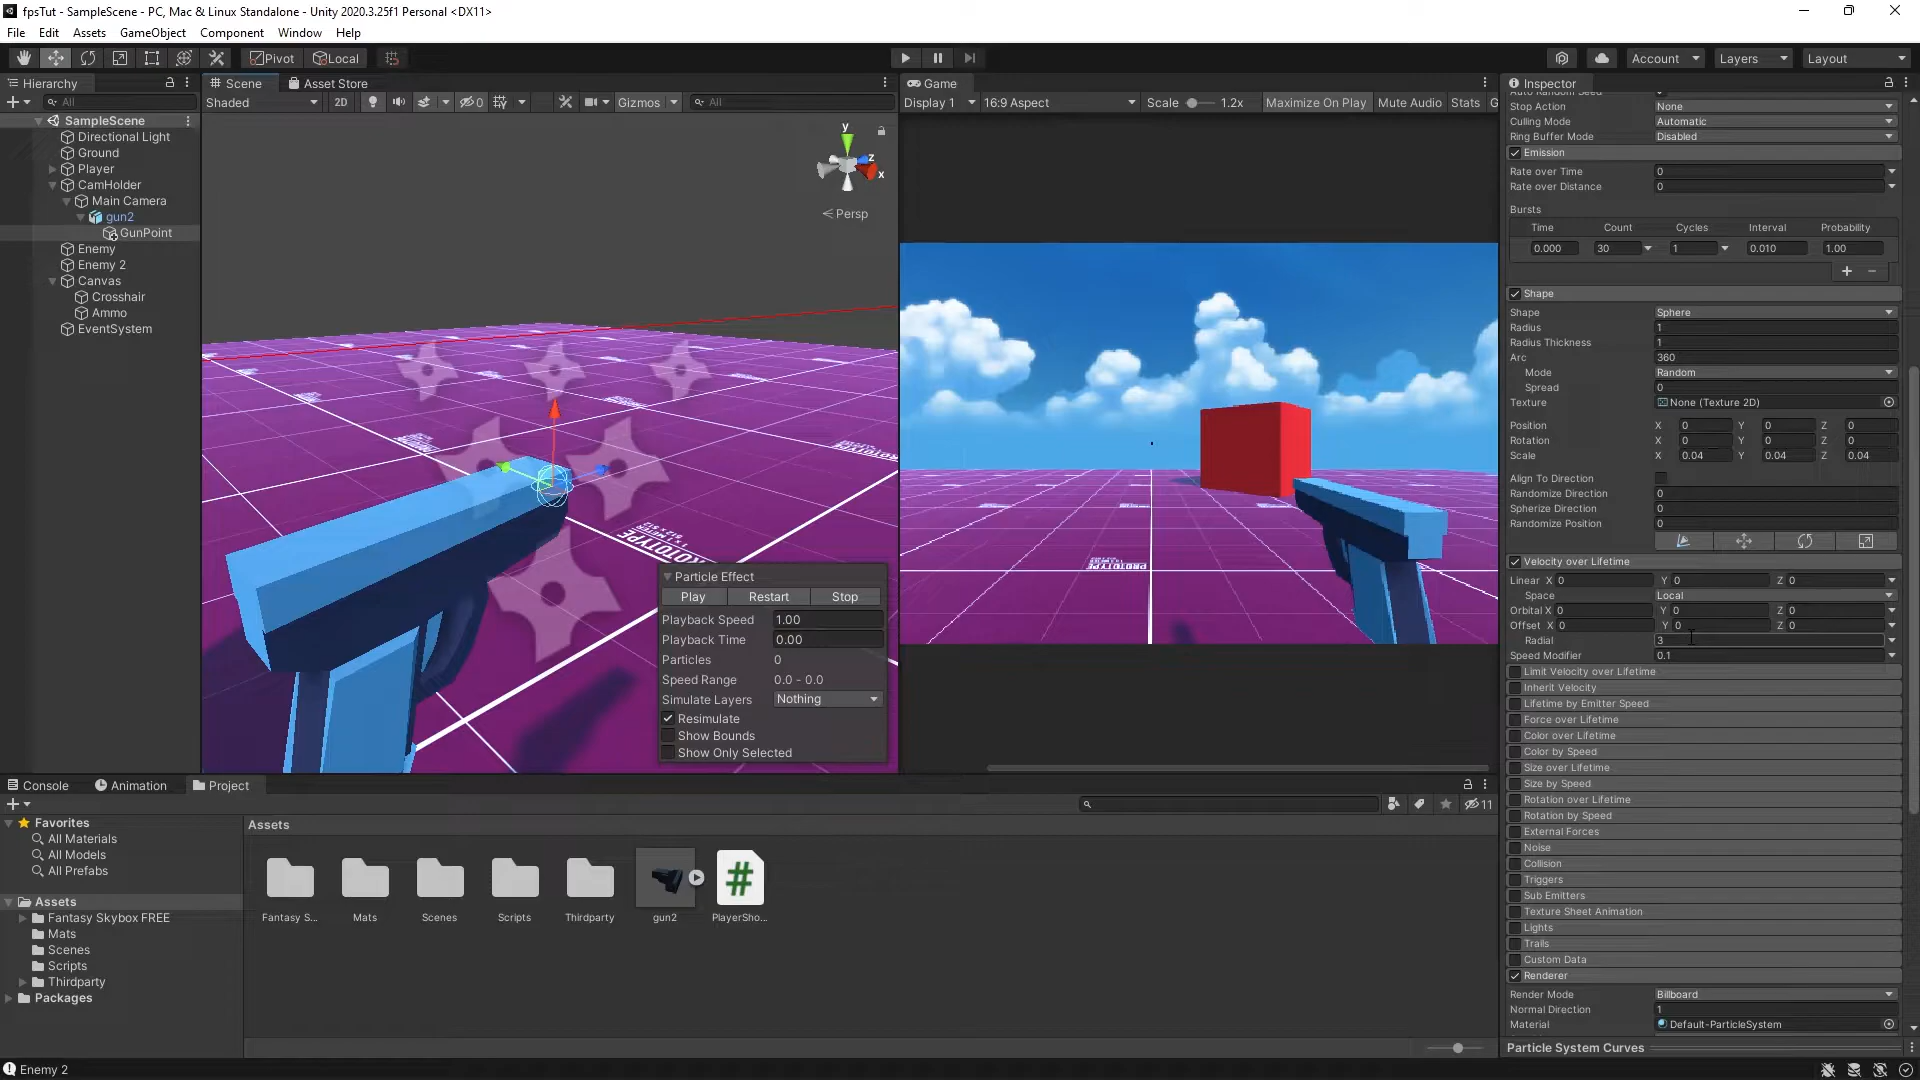 fpsTut - SampleScene - PC, Mac & Linux Standalone - Unity 2020.3.25f1 Personal <DX11>
File Edit Assets GameObject Component Window Help
Pivot Local Account Layers Layout
Hierarchy
All
SampleScene
Directional Light
Ground
Player
CamHolder
Main Camera
gun2
GunPoint
Enemy
Enemy 2
Canvas
Crosshair
Ammo
EventSystem
Scene Asset Store
Shaded 2D 0 Gizmos All
y
z
x
< Persp
PROTOTYPE
Particle Effect
Play Restart Stop
Playback Speed 1.00
Playback Time 0.00
Particles 0
Speed Range 0.0 - 0.0
Simulate Layers Nothing
Resimulate
Show Bounds
Show Only Selected
Game
Display 1 16:9 Aspect Scale 1.2x Maximize On Play Mute Audio Stats G
PROTOTYPE
Inspector
Auto Random Seed
Stop Action None
Culling Mode Automatic
Ring Buffer Mode Disabled
Emission
Rate over Time 0
Rate over Distance 0
Bursts
Time Count Cycles Interval Probability
0.000 30 1 0.010 1.00
Shape
Shape Sphere
Radius 1
Radius Thickness 1
Arc 360
Mode Random
Spread 0
Texture None (Texture 2D)
Position X 0 Y 0 Z 0
Rotation X 0 Y 0 Z 0
Scale X 0.04 Y 0.04 Z 0.04
Align To Direction
Randomize Direction 0
Spherize Direction 0
Randomize Position 0
Velocity over Lifetime
Linear X 0 Y 0 Z 0
Space Local
Orbital X 0 Y 0 Z 0
Offset X 0 Y 0 Z 0
Radial 3
Speed Modifier 0.1
Limit Velocity over Lifetime
Inherit Velocity
Lifetime by Emitter Speed
Force over Lifetime
Color over Lifetime
Color by Speed
Size over Lifetime
Size by Speed
Rotation over Lifetime
Rotation by Speed
External Forces
Noise
Collision
Triggers
Sub Emitters
Texture Sheet Animation
Lights
Trails
Custom Data
Renderer
Render Mode Billboard
Normal Direction 1
Material Default-ParticleSystem
Particle System Curves
Console Animation Project
11
Favorites
All Materials
All Models
All Prefabs
Assets
Fantasy Skybox FREE
Mats
Scenes
Scripts
Thirdparty
Packages
Assets
Fantasy S... Mats Scenes Scripts Thirdparty gun2 PlayerSho...
Enemy 2